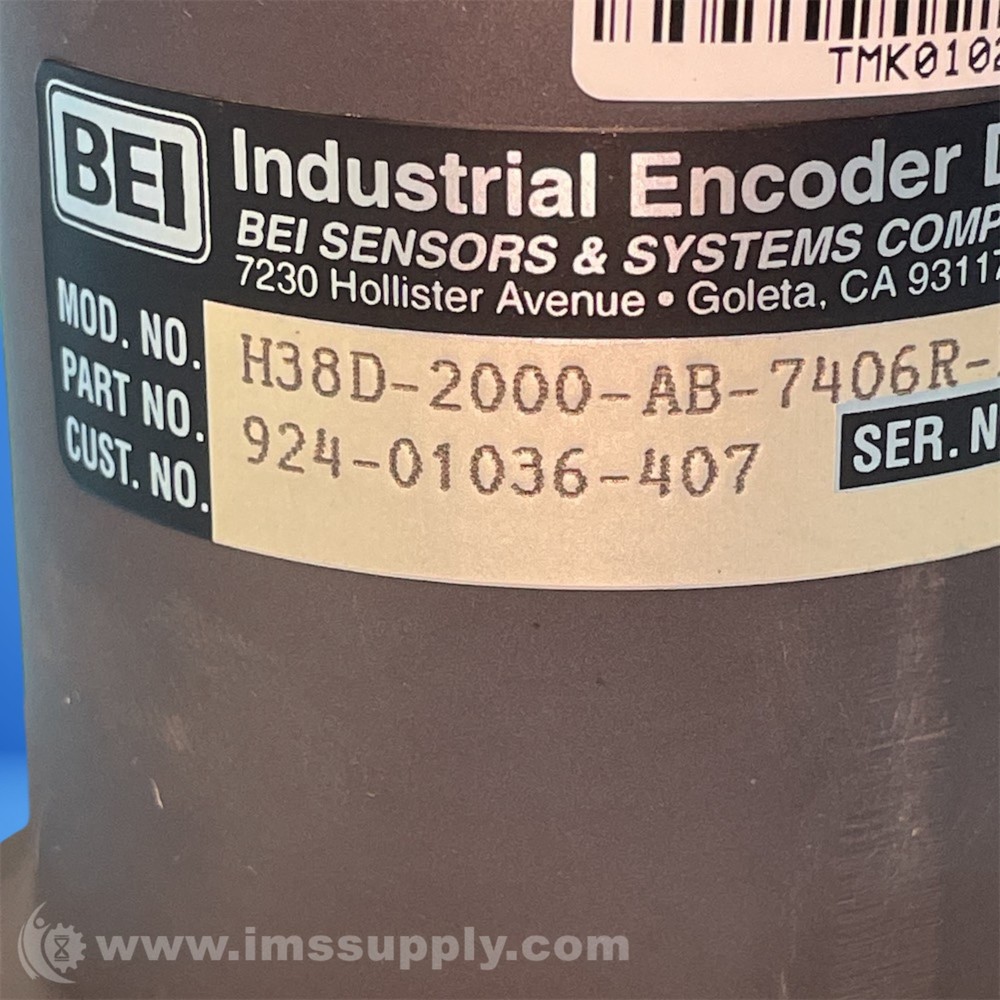 TMK0102
BEI
Industrial Encoder
BEI SENSORS & SYSTEMS COMP
7230 Hollister Avenue • Goleta, CA 93117
MOD. NO. H38D-2000-AB-7406R-
PART NO. 924-01036-407
SER. N
CUST. NO.
www.imssupply.com